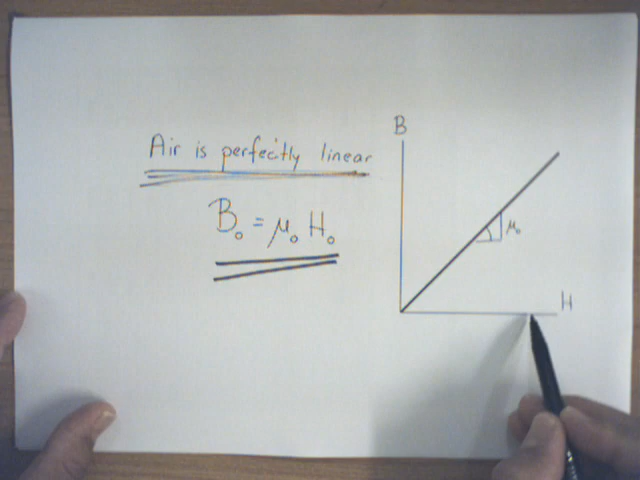 Air is perfectly linear
B₀ = μ₀ H₀
B
μ₀
H